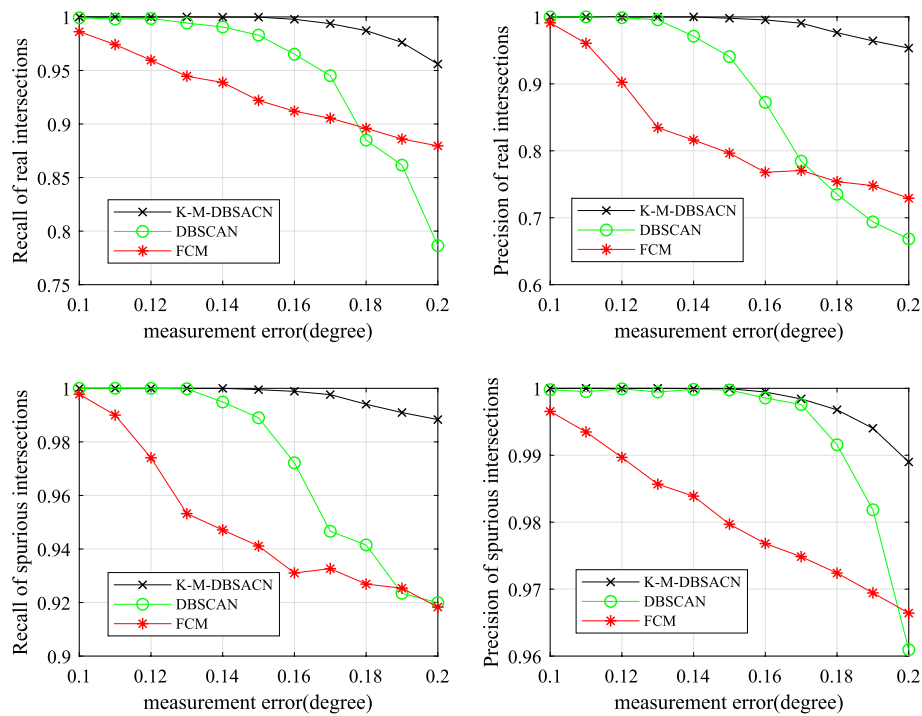 Recall of real intersections
1
0.95
0.9
0.85
0.8
0.75
K-M-DBSACN
DBSCAN
FCM
0.1 0.12 0.14 0.16 0.18 0.2
measurement error(degree)
Precision of real intersections
1
0.9
0.8
0.7
0.6
K-M-DBSACN
DBSCAN
FCM
0.1 0.12 0.14 0.16 0.18 0.2
measurement error(degree)
Recall of spurious intersections
1
0.98
0.96
0.94
0.92
0.9
K-M-DBSACN
DBSCAN
FCM
0.1 0.12 0.14 0.16 0.18 0.2
measurement error(degree)
Precision of spurious intersections
1
0.99
0.98
0.97
0.96
K-M-DBSACN
DBSCAN
FCM
0.1 0.12 0.14 0.16 0.18 0.2
measurement error(degree)